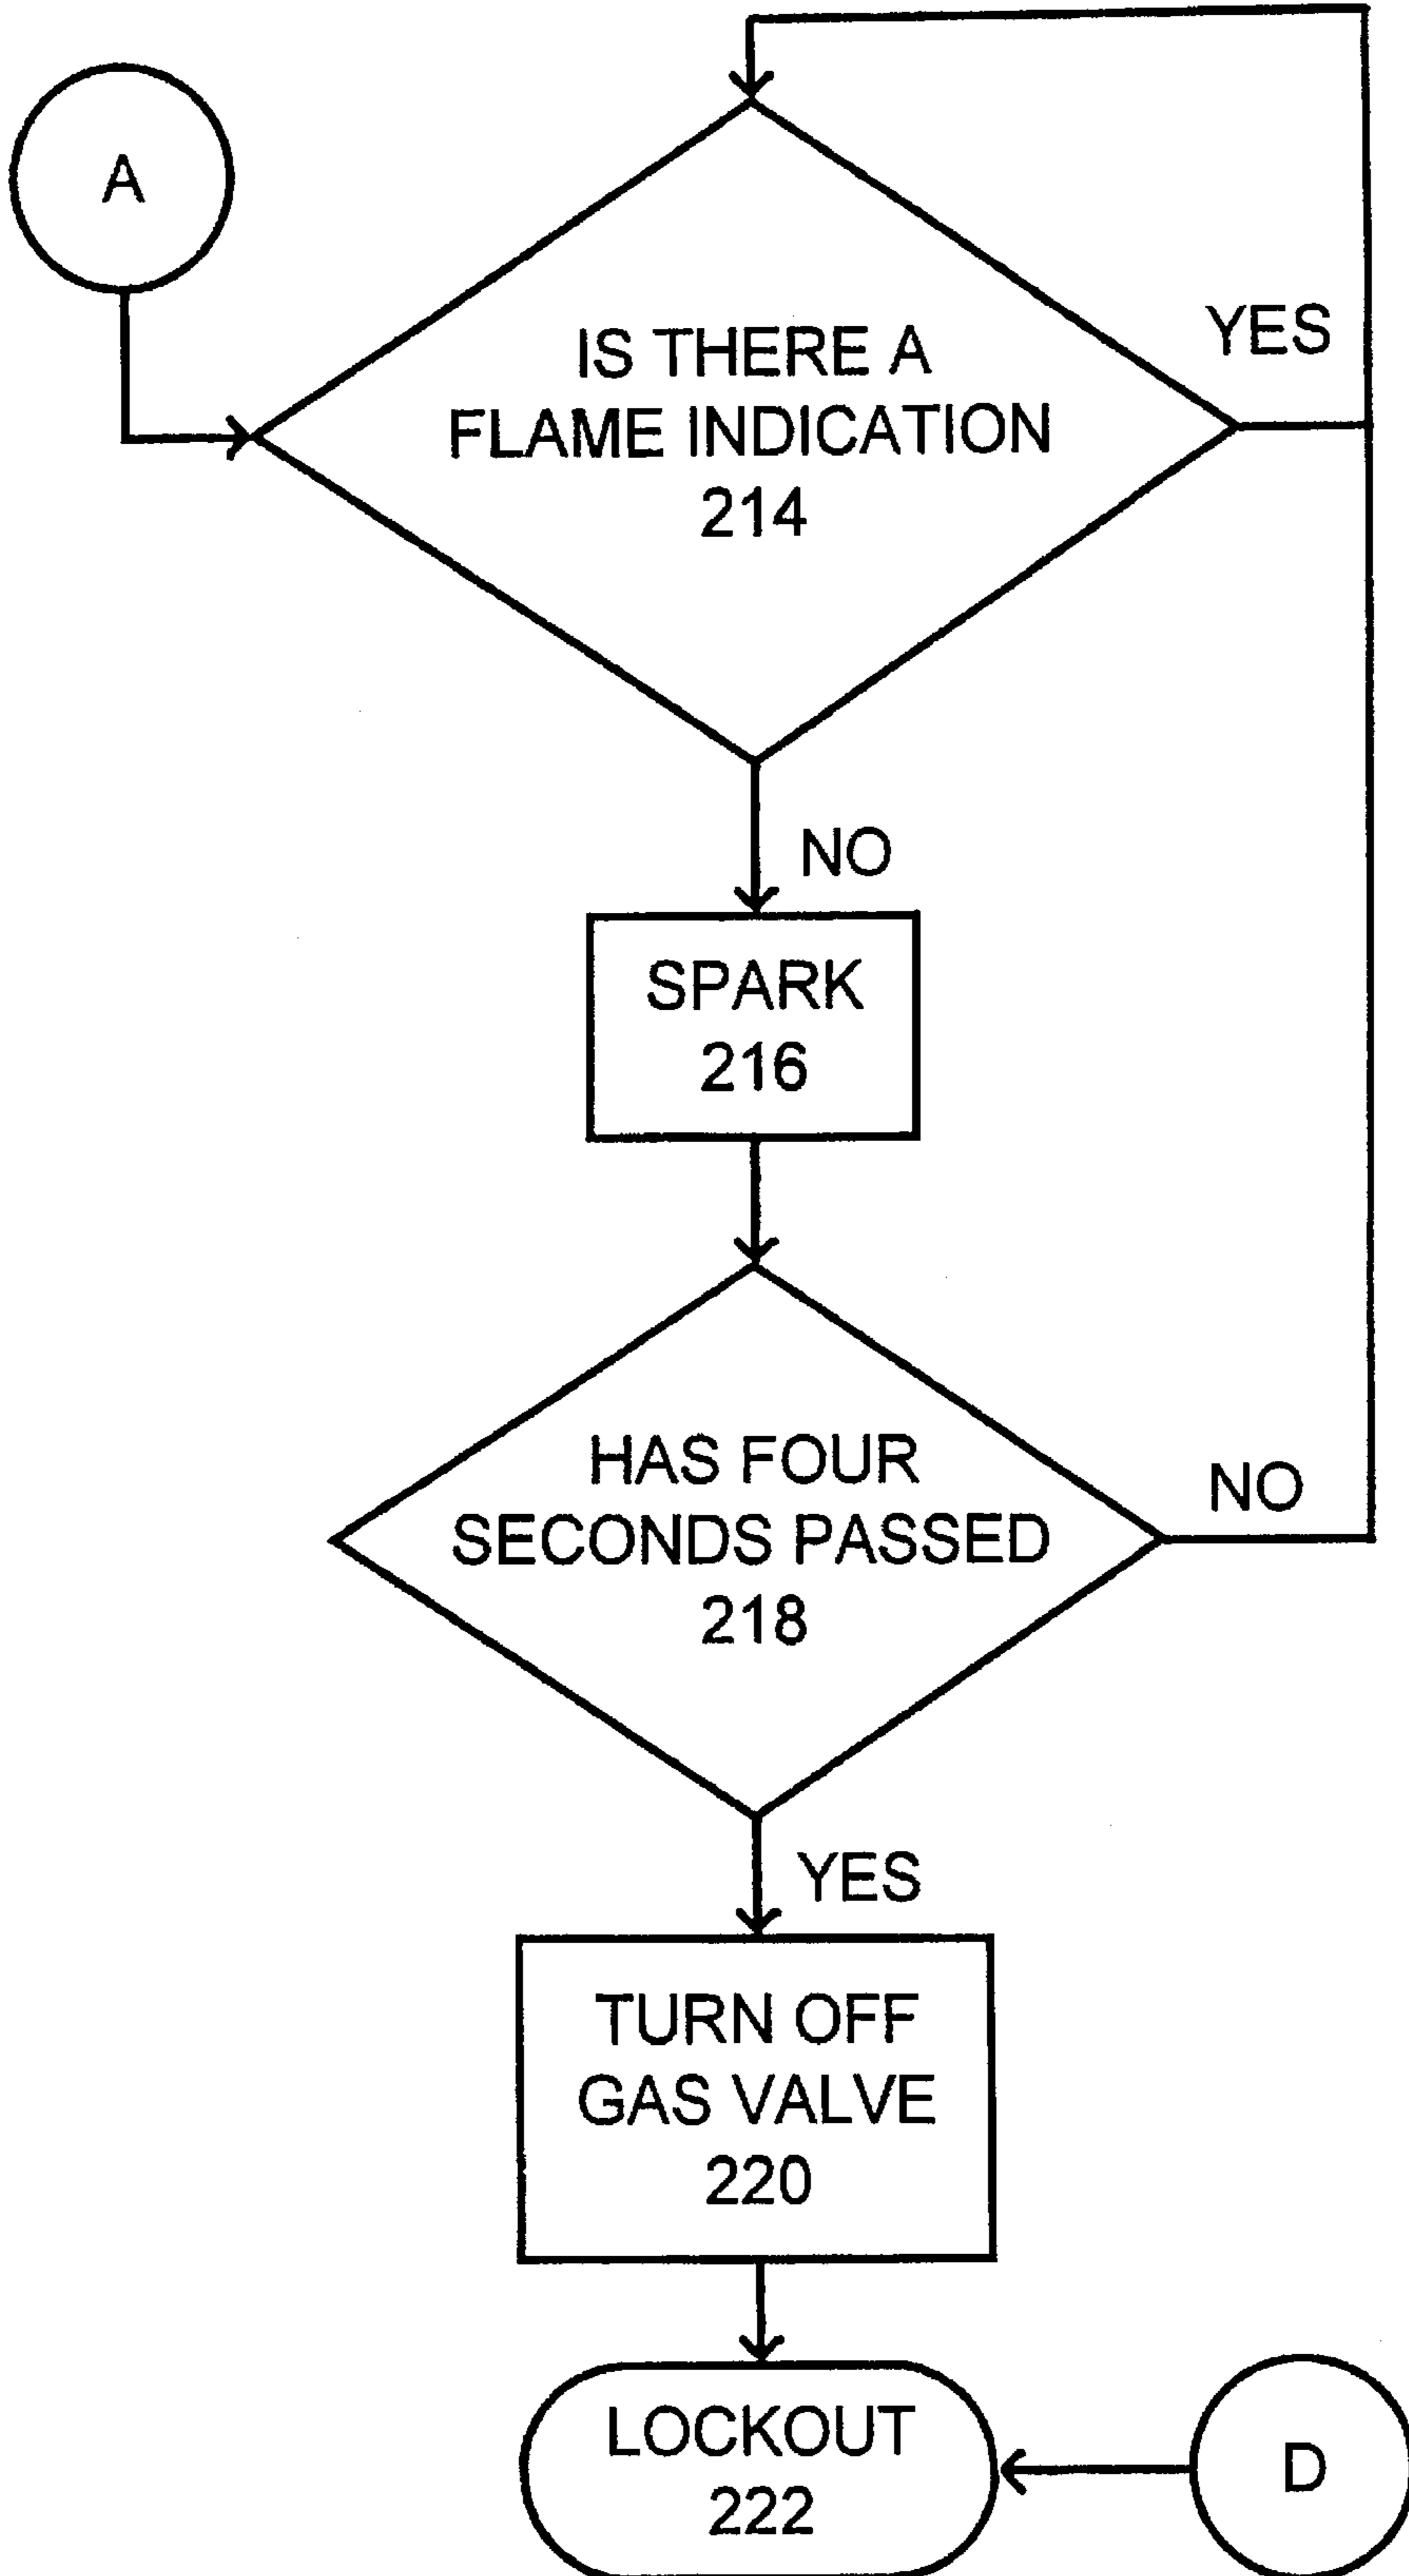 A
IS THERE A
FLAME INDICATION
214
YES
NO
SPARK
216
HAS FOUR
SECONDS PASSED
218
NO
YES
TURN OFF
GAS VALVE
220
LOCKOUT
222
D